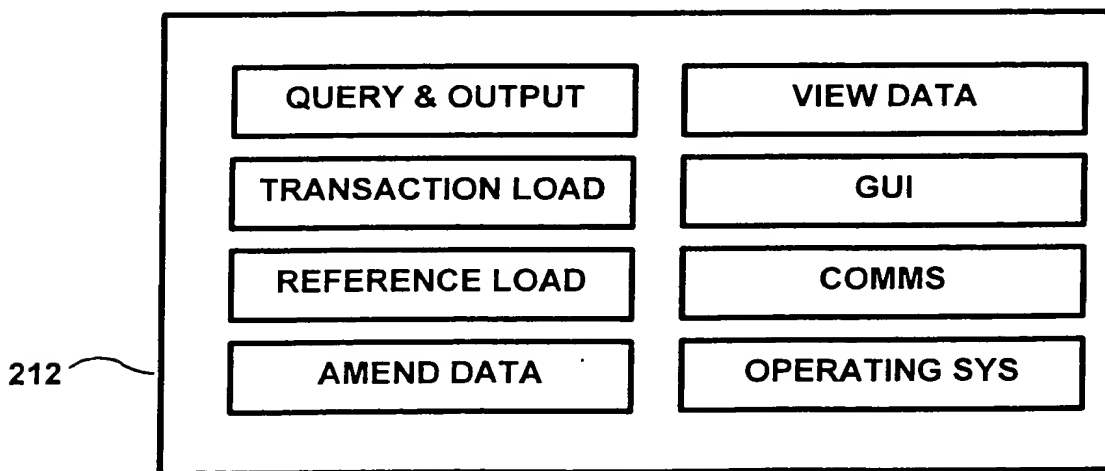 QUERY & OUTPUT
VIEW DATA
TRANSACTION LOAD
GUI
REFERENCE LOAD
COMMS
212
AMEND DATA
OPERATING SYS